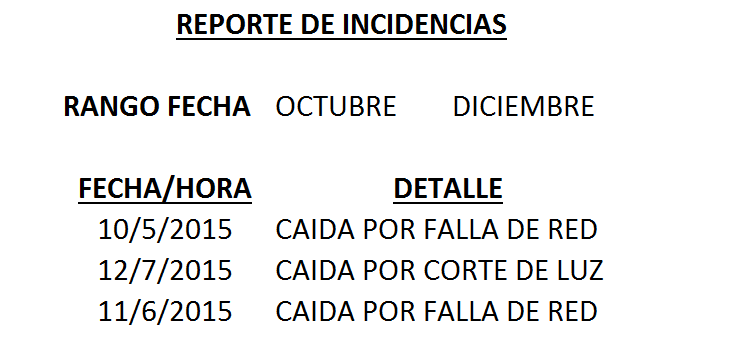 REPORTE DE INCIDENCIAS
RANGO FECHA OCTUBRE DICIEMBRE
FECHA/HORA DETALLE
10/5/2015 CAIDA POR FALLA DE RED
12/7/2015 CAIDA POR CORTE DE LUZ
11/6/2015 CAIDA POR FALLA DE RED